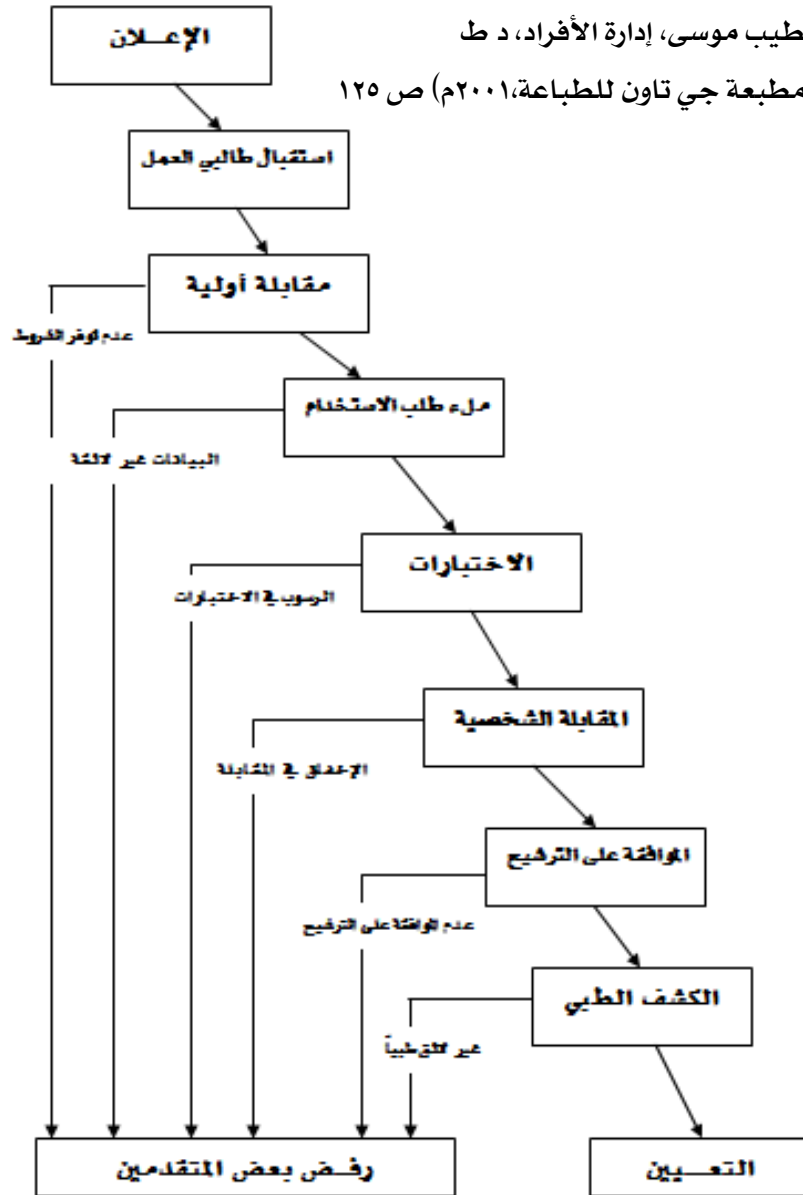 الإعـــلان
طيب موسى، إدارة الأفراد، د ط
مطبعة جي تاون للطباعة،٢٠٠١م) ص ١٢٥
استقبال طالبي العمل
مقابلة أولية
عدم توفر الشروط
ملء طلب الاستخدام
البيانات غير لائقة
الاختبارات
الرسوب في الاختبارات
المقابلة الشخصية
الإخفاق في المقابلة
الموافقة على الترشيح
عدم الموافقة على الترشيح
الكشف الطبي
غير لائق طبياً
رفــض بعض المتقدمين
التعـــيين